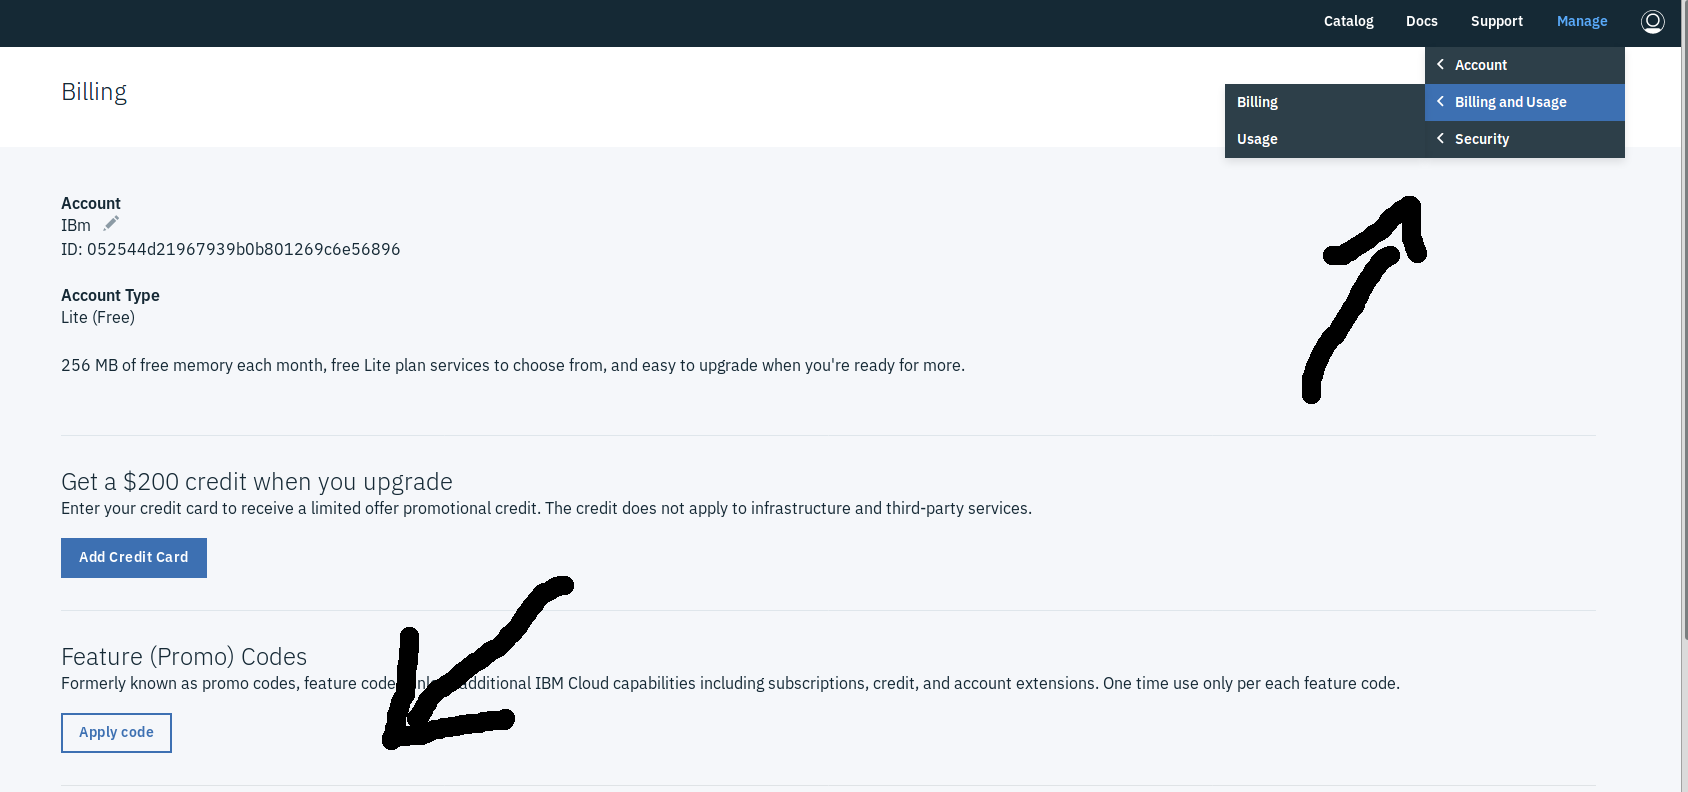 Catalog Docs Support Manage
Account
Billing and Usage
Security
Billing
Usage
Billing
Account
IBm
ID: 052544d21967939b0b801269c6e56896
Account Type
Lite (Free)
256 MB of free memory each month, free Lite plan services to choose from, and easy to upgrade when you're ready for more.
Get a $200 credit when you upgrade
Enter your credit card to receive a limited offer promotional credit. The credit does not apply to infrastructure and third-party services.
Add Credit Card
Feature (Promo) Codes
Formerly known as promo codes, feature additional IBM Cloud capabilities including subscriptions, credit, and account extensions. One time use only per each feature code.
Apply code